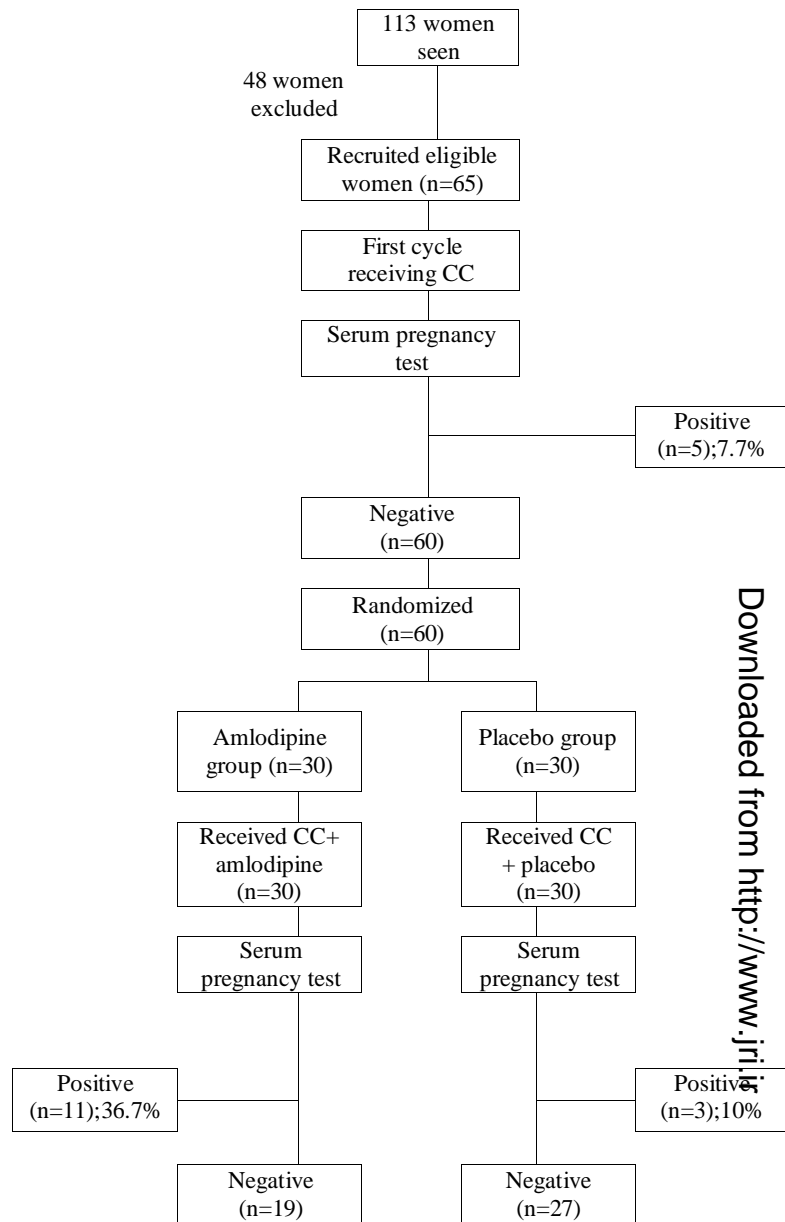 113 women
seen
48 women
excluded
Recruited eligible
women (n=65)
First cycle
receiving CC
Serum pregnancy
test
Positive
(n=5);7.7%
Negative
(n=60)
Randomized
(n=60)
Amlodipine
group (n=30)
Placebo group
(n=30)
Received CC+
amlodipine
(n=30)
Received CC
+ placebo
(n=30)
Serum
pregnancy test
Serum
pregnancy test
Positive
(n=11);36.7%
Positive
(n=3);10%
Negative
(n=19)
Negative
(n=27)
Downloaded from http://www.jri.ir